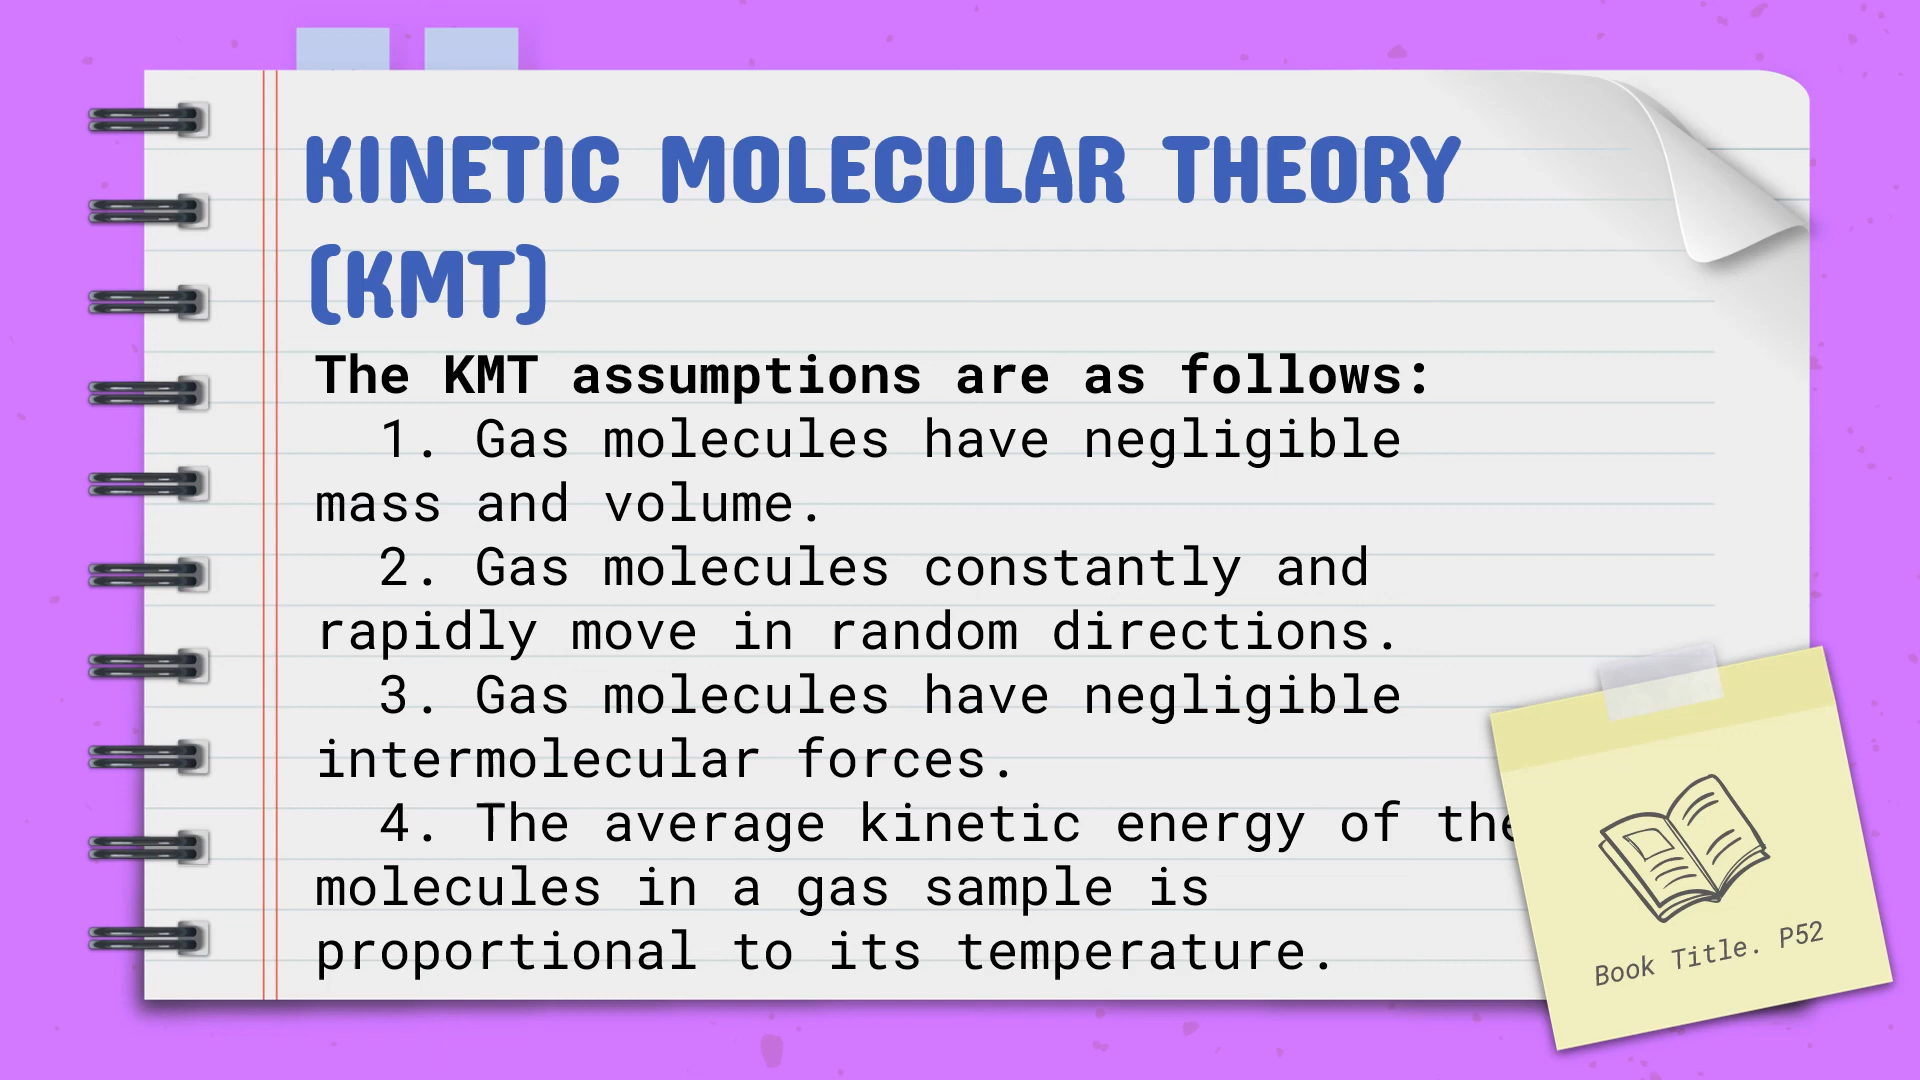 KINETIC MOLECULAR THEORY
(KMT)
The KMT assumptions are as follows:
1. Gas molecules have negligible
mass and volume.
2. Gas molecules constantly and
rapidly move in random directions.
3. Gas molecules have negligible
intermolecular forces.
4. The average kinetic energy of the
molecules in a gas sample is
proportional to its temperature.
Book Title. P52